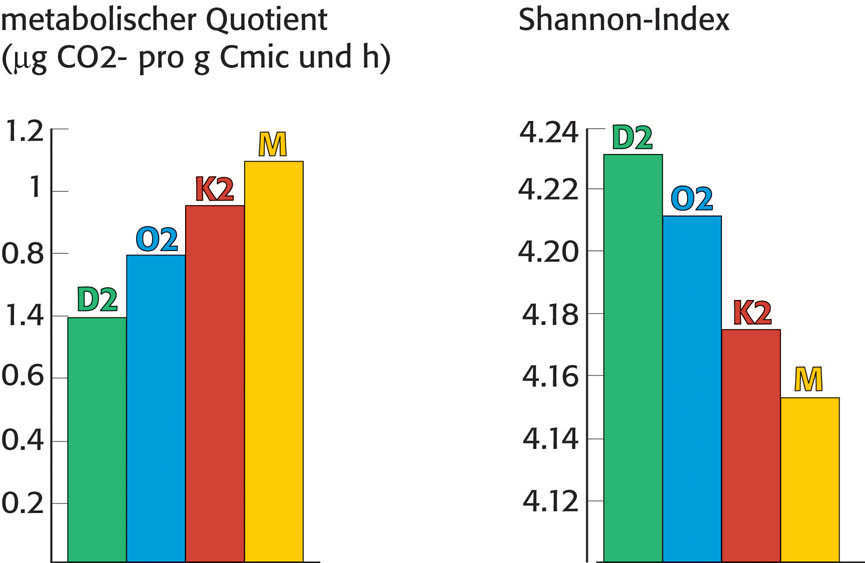 metabolischer Quotient
(µg CO2- pro g Cmic und h)
1.2
1
0.8
1.4
0.6
0.4
0.2
D2
O2
K2
M
Shannon-Index
4.24
4.22
4.20
4.18
4.16
4.14
4.12
D2
O2
K2
M